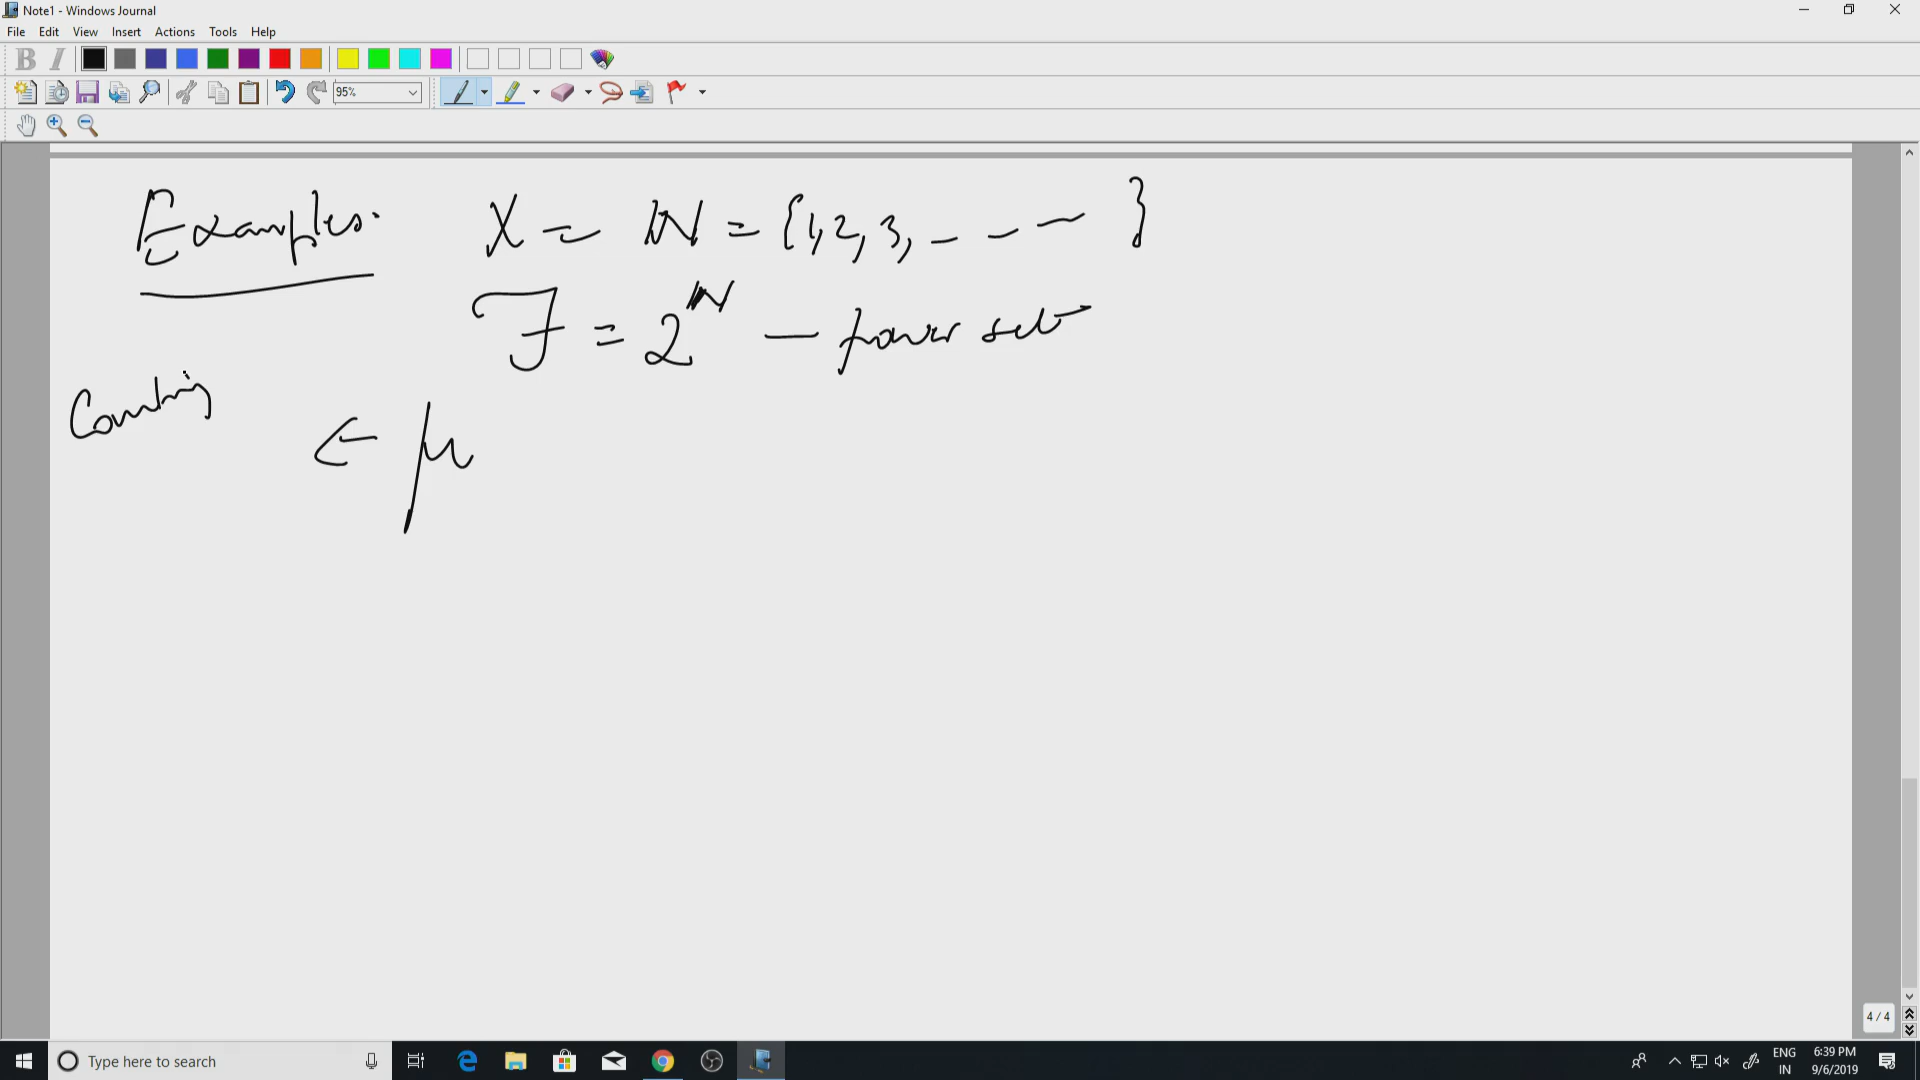 Note1 - Windows Journal
File Edit View Insert Actions Tools Help
B I
95%
Examples. X = ℕ = {1,2,3, - - - }
ℱ = 2^ℕ — power set
Counting
← μ
4 / 4
Type here to search
ENG
IN
6:39 PM
9/6/2019